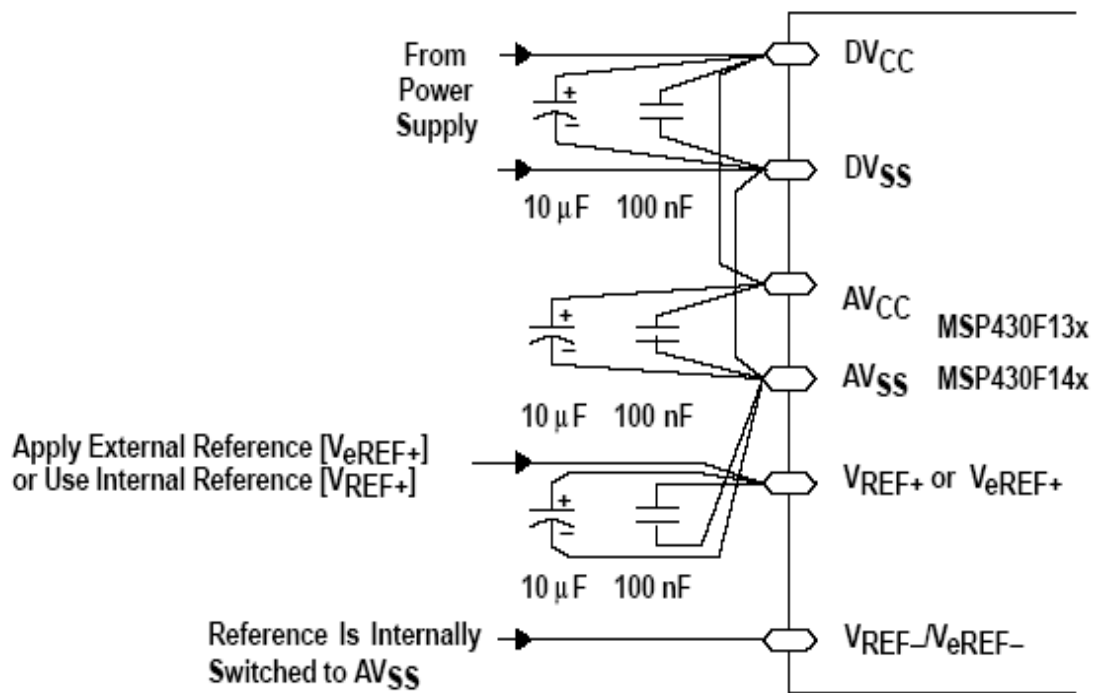 From
Power
Supply
DVCC
+
–
DVSS
10 μF 100 nF
AVCC
MSP430F13x
+
–
AVSS MSP430F14x
10 μF 100 nF
Apply External Reference [VeREF+]
or Use Internal Reference [VREF+]
VREF+ or VeREF+
+
–
10 μF 100 nF
Reference Is Internally
Switched to AVSS
VREF–/VeREF–